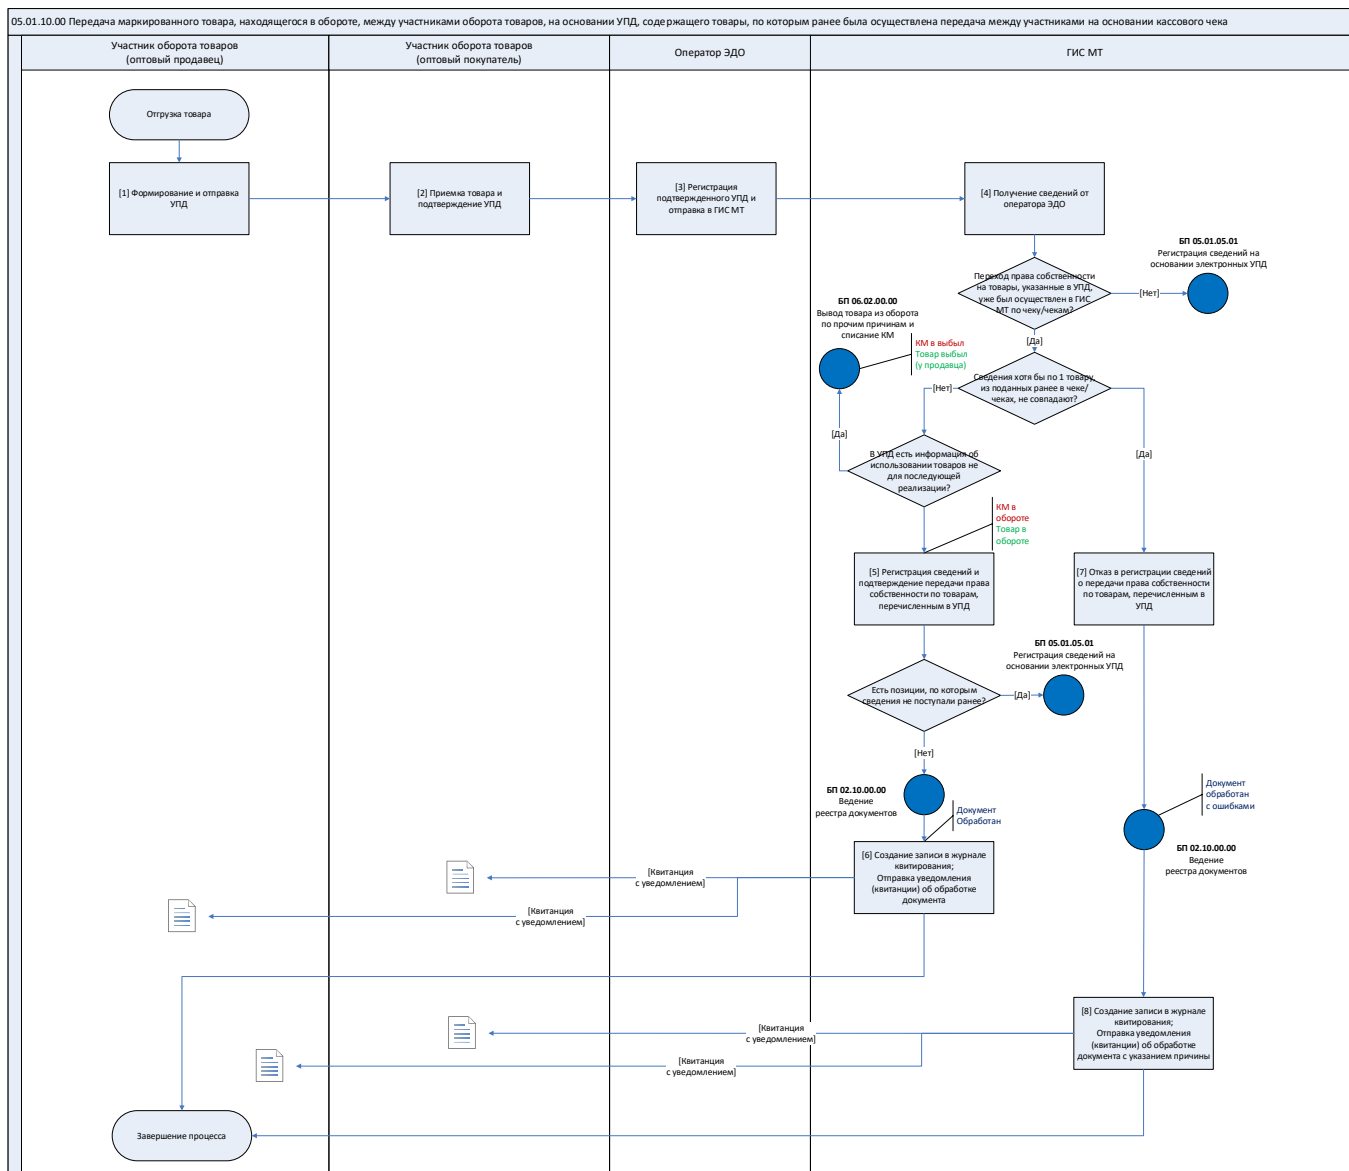 05.01.10.00 Передача маркированного товара, находящегося в обороте, между участниками оборота товаров, на основании УПД, содержащего товары, по которым ранее была осуществлена передача между участниками на основании кассового чека
Участник оборота товаров
(оптовый продавец)
Участник оборота товаров
(оптовый покупатель)
Оператор ЭДО
ГИС МТ
Отгрузка товара
[1] Формирование и отправка
УПД
[2] Приемка товара и
подтверждение УПД
[3] Регистрация
подтвержденного УПД и
отправка в ГИС МТ
[4] Получение сведений от
оператора ЭДО
БП 05.01.05.01
Регистрация сведений на
основании электронных УПД
Переход права собственности
на товары, указанные в УПД,
уже был осуществлен в ГИС
МТ по чеку/чекам?
[Нет]
[Да]
БП 06.02.00.00
Вывод товара из оборота
по прочим причинам и
списание КМ
КМ в выбыл
Товар выбыл
(у продавца)
Сведения хотя бы по 1 товару,
из поданных ранее в чеке/
чеках, не совпадают?
[Нет]
[Да]
[Да]
В УПД есть информация об
использовании товаров не
для последующей
реализации?
КМ в
обороте
Товар в
обороте
[5] Регистрация сведений и
подтверждение передачи права
собственности по товарам,
перечисленным в УПД
[7] Отказ в регистрации сведений
о передачи права собственности
по товарам, перечисленным в
УПД
БП 05.01.05.01
Регистрация сведений на
основании электронных УПД
Есть позиции, по которым
сведения не поступали ранее?
[Да]
[Нет]
БП 02.10.00.00
Ведение
реестра документов
Документ
Обработан
Документ
обработан
с ошибками
БП 02.10.00.00
Ведение
реестра документов
[6] Создание записи в журнале
квитирования;
Отправка уведомления
(квитанции) об обработке
документа
[Квитанция
с уведомлением]
[Квитанция
с уведомлением]
[8] Создание записи в журнале
квитирования;
Отправка уведомления
(квитанции) об обработке
документа с указанием причины
[Квитанция
с уведомлением]
[Квитанция
с уведомлением]
Завершение процесса